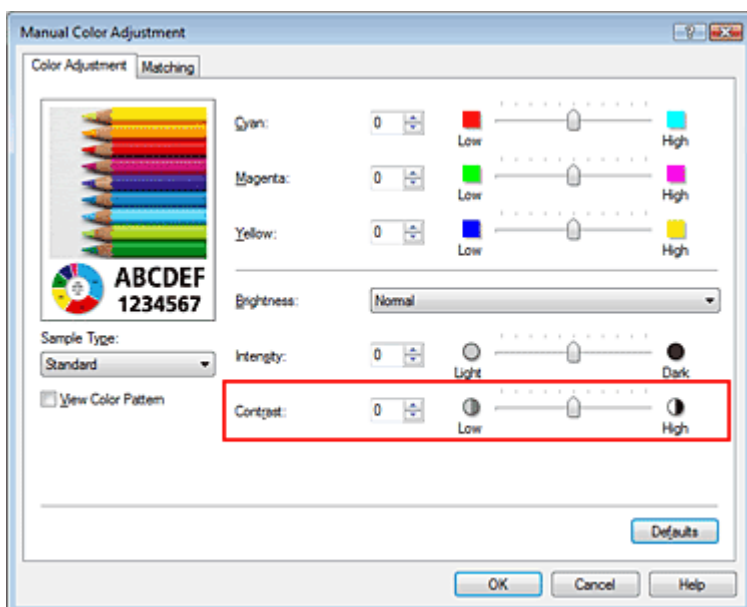 Manual Color Adjustment
Color Adjustment Matching
Cyan: 0 Low High
Magenta: 0 Low High
Yellow: 0 Low High
ABCDEF
1234567
Brightness: Normal
Sample Type:
Standard
Intensity: 0 Light Dark
View Color Pattern
Contrast: 0 Low High
Defaults
OK Cancel Help